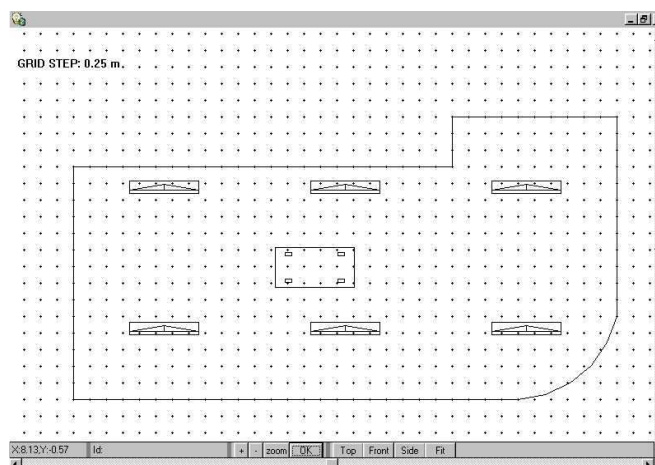 GRID STEP: 0.25 m.
X:8.13,Y:-0.57 Id: + - zoom OK Top Front Side Fit